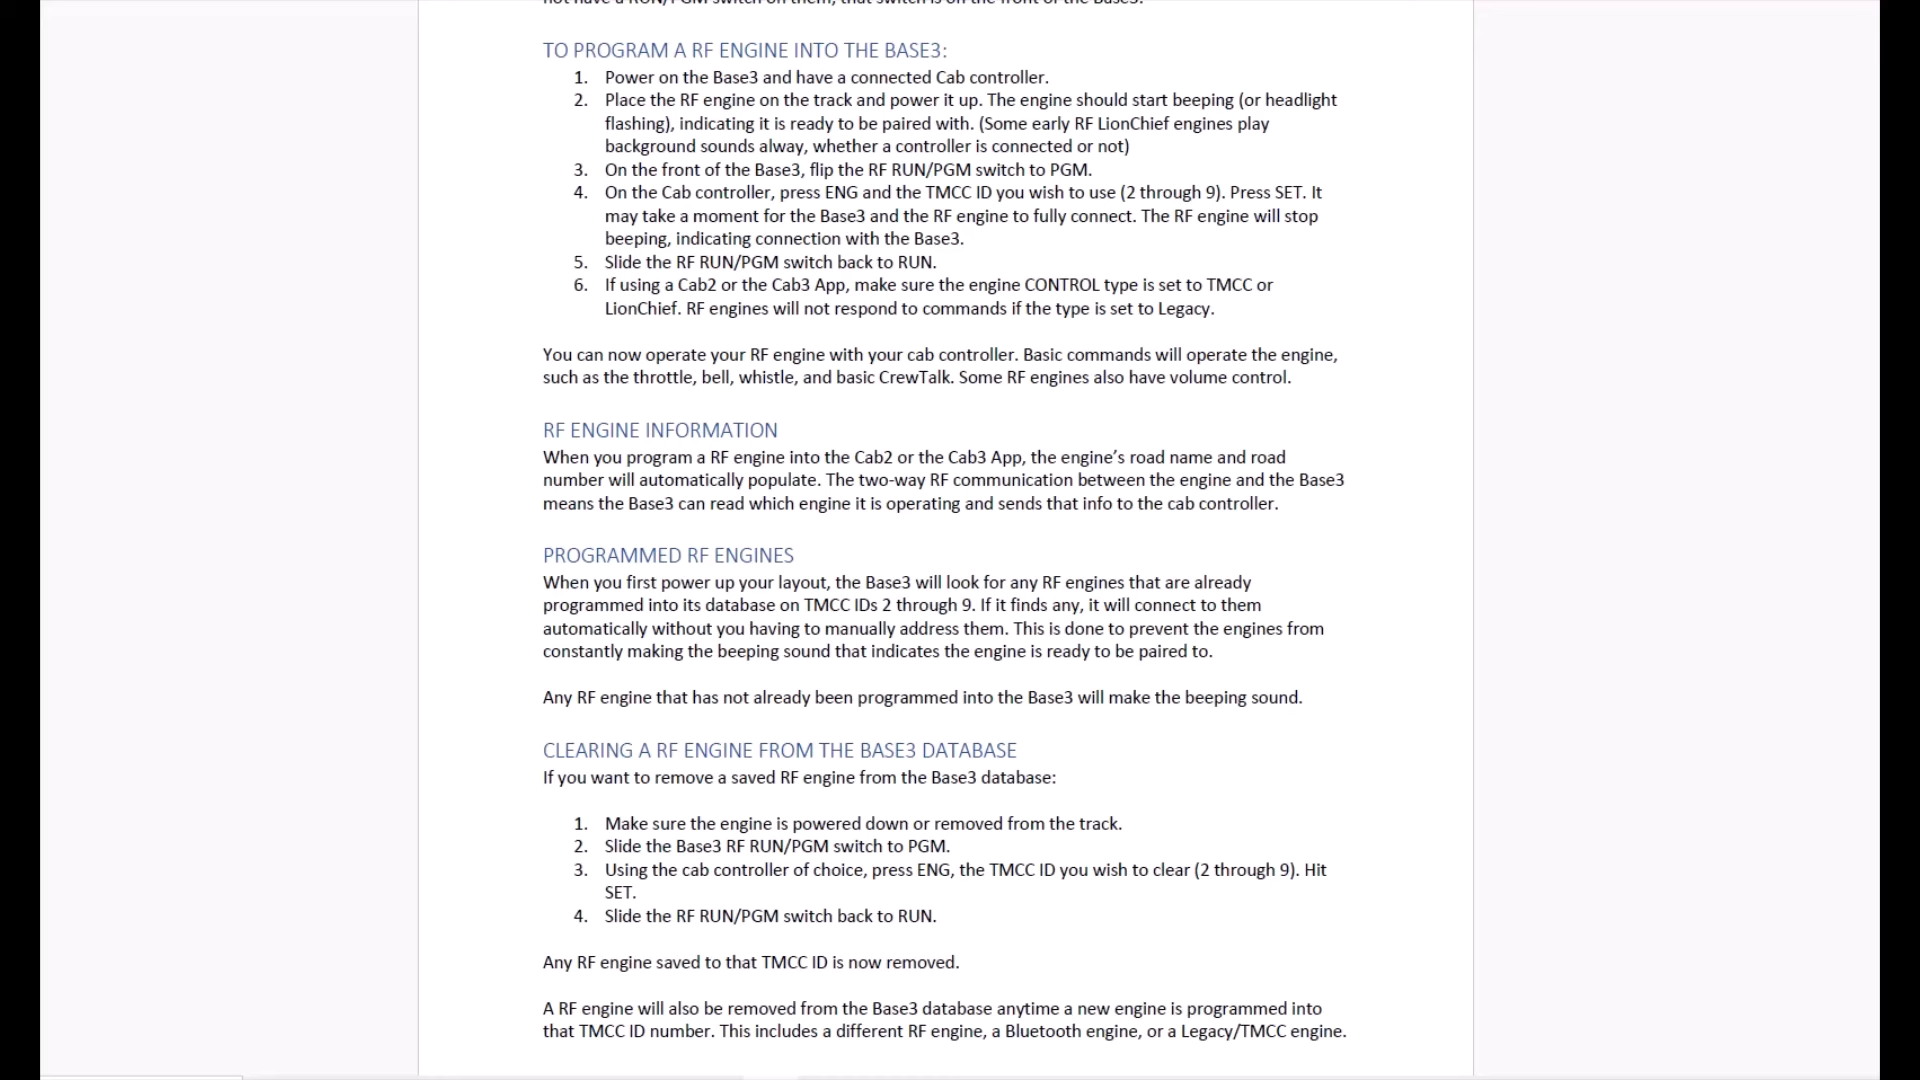 TO PROGRAM A RF ENGINE INTO THE BASE3:
1. Power on the Base3 and have a connected Cab controller.
2. Place the RF engine on the track and power it up. The engine should start beeping (or headlight
flashing), indicating it is ready to be paired with. (Some early RF LionChief engines play
background sounds alway, whether a controller is connected or not)
3. On the front of the Base3, flip the RF RUN/PGM switch to PGM.
4. On the Cab controller, press ENG and the TMCC ID you wish to use (2 through 9). Press SET. It
may take a moment for the Base3 and the RF engine to fully connect. The RF engine will stop
beeping, indicating connection with the Base3.
5. Slide the RF RUN/PGM switch back to RUN.
6. If using a Cab2 or the Cab3 App, make sure the engine CONTROL type is set to TMCC or
LionChief. RF engines will not respond to commands if the type is set to Legacy.
You can now operate your RF engine with your cab controller. Basic commands will operate the engine,
such as the throttle, bell, whistle, and basic CrewTalk. Some RF engines also have volume control.
RF ENGINE INFORMATION
When you program a RF engine into the Cab2 or the Cab3 App, the engine’s road name and road
number will automatically populate. The two-way RF communication between the engine and the Base3
means the Base3 can read which engine it is operating and sends that info to the cab controller.
PROGRAMMED RF ENGINES
When you first power up your layout, the Base3 will look for any RF engines that are already
programmed into its database on TMCC IDs 2 through 9. If it finds any, it will connect to them
automatically without you having to manually address them. This is done to prevent the engines from
constantly making the beeping sound that indicates the engine is ready to be paired to.
Any RF engine that has not already been programmed into the Base3 will make the beeping sound.
CLEARING A RF ENGINE FROM THE BASE3 DATABASE
If you want to remove a saved RF engine from the Base3 database:
1. Make sure the engine is powered down or removed from the track.
2. Slide the Base3 RF RUN/PGM switch to PGM.
3. Using the cab controller of choice, press ENG, the TMCC ID you wish to clear (2 through 9). Hit
SET.
4. Slide the RF RUN/PGM switch back to RUN.
Any RF engine saved to that TMCC ID is now removed.
A RF engine will also be removed from the Base3 database anytime a new engine is programmed into
that TMCC ID number. This includes a different RF engine, a Bluetooth engine, or a Legacy/TMCC engine.